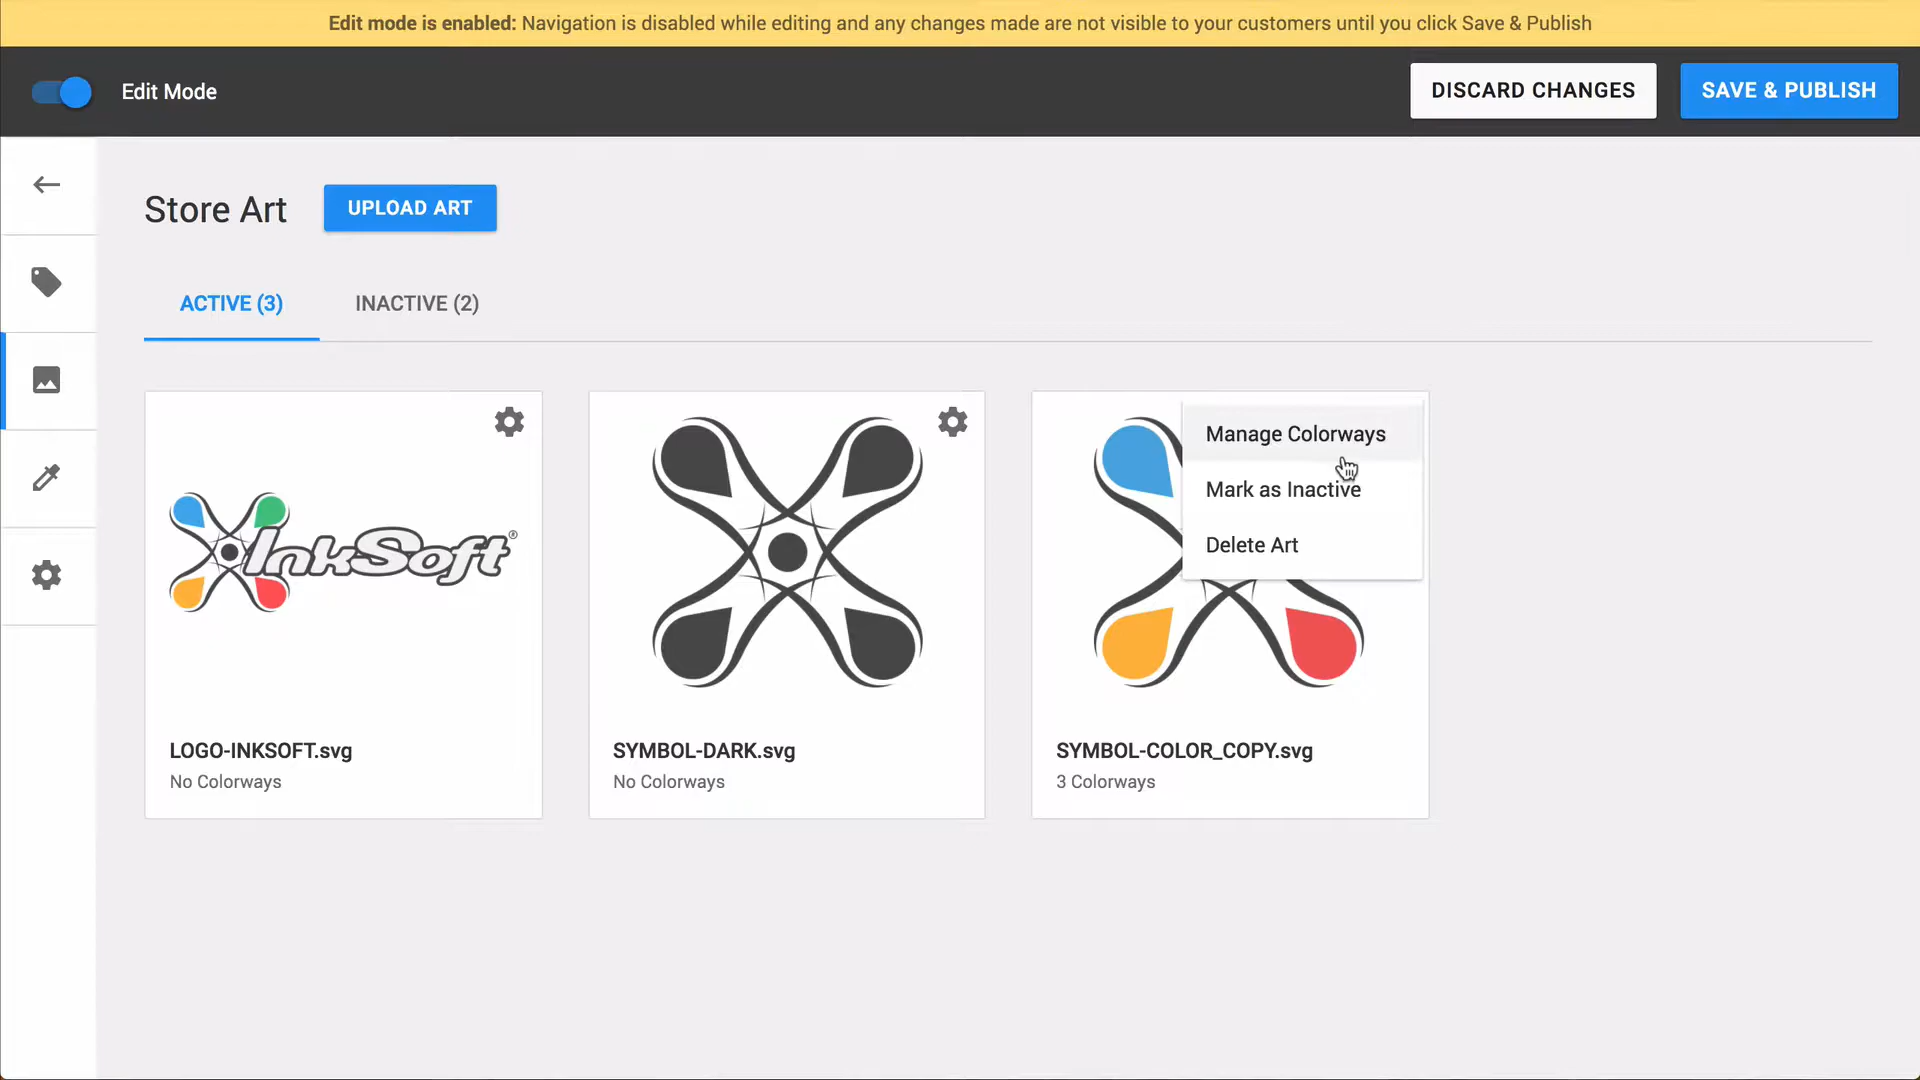 Edit mode is enabled: Navigation is disabled while editing and any changes made are not visible to your customers until you click Save & Publish
Edit Mode
DISCARD CHANGES
SAVE & PUBLISH
Store Art
UPLOAD ART
ACTIVE (3)
INACTIVE (2)
InkSoft®
LOGO-INKSOFT.svg
No Colorways
SYMBOL-DARK.svg
No Colorways
Manage Colorways
Mark as Inactive
Delete Art
SYMBOL-COLOR_COPY.svg
3 Colorways